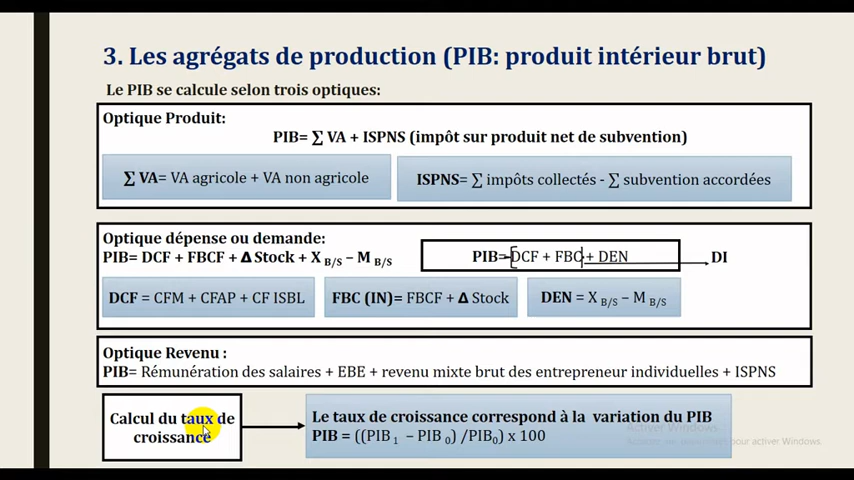 3. Les agrégats de production (PIB: produit intérieur brut)
Le PIB se calcule selon trois optiques:
Optique Produit:
PIB= ∑ VA + ISPNS (impôt sur produit net de subvention)
∑ VA= VA agricole + VA non agricole
ISPNS= ∑ impôts collectés - ∑ subvention accordées
Optique dépense ou demande:
PIB= DCF + FBCF + Δ Stock + X B/S – M B/S
PIB= DCF + FBC + DEN
DI
DCF = CFM + CFAP + CF ISBL
FBC (IN)= FBCF + Δ Stock
DEN = X B/S – M B/S
Optique Revenu :
PIB= Rémunération des salaires + EBE + revenu mixte brut des entrepreneur individuelles + ISPNS
Calcul du taux de
croissance
Le taux de croissance correspond à la variation du PIB
PIB = ((PIB 1 – PIB 0) /PIB0) x 100
Activer Windows
pour activer Windows.